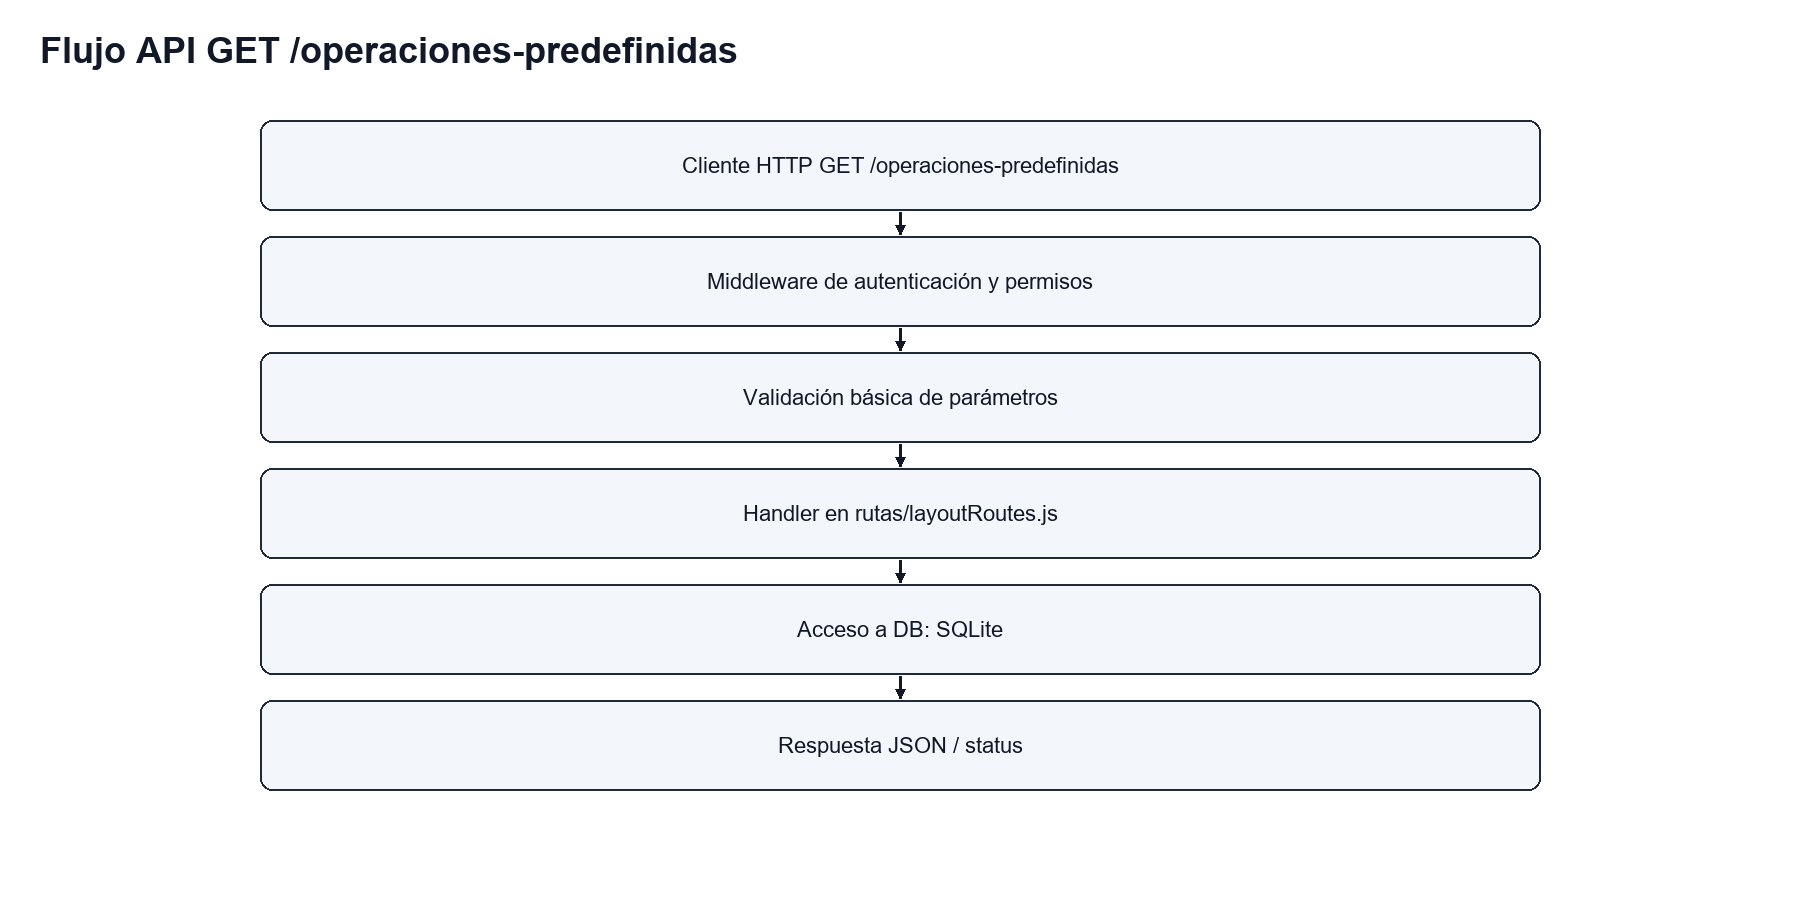 Flujo API GET /operaciones-predefinidas
Cliente HTTP GET /operaciones-predefinidas
Middleware de autenticación y permisos
Validación básica de parámetros
Handler en rutas/layoutRoutes.js
Acceso a DB: SQLite
Respuesta JSON / status